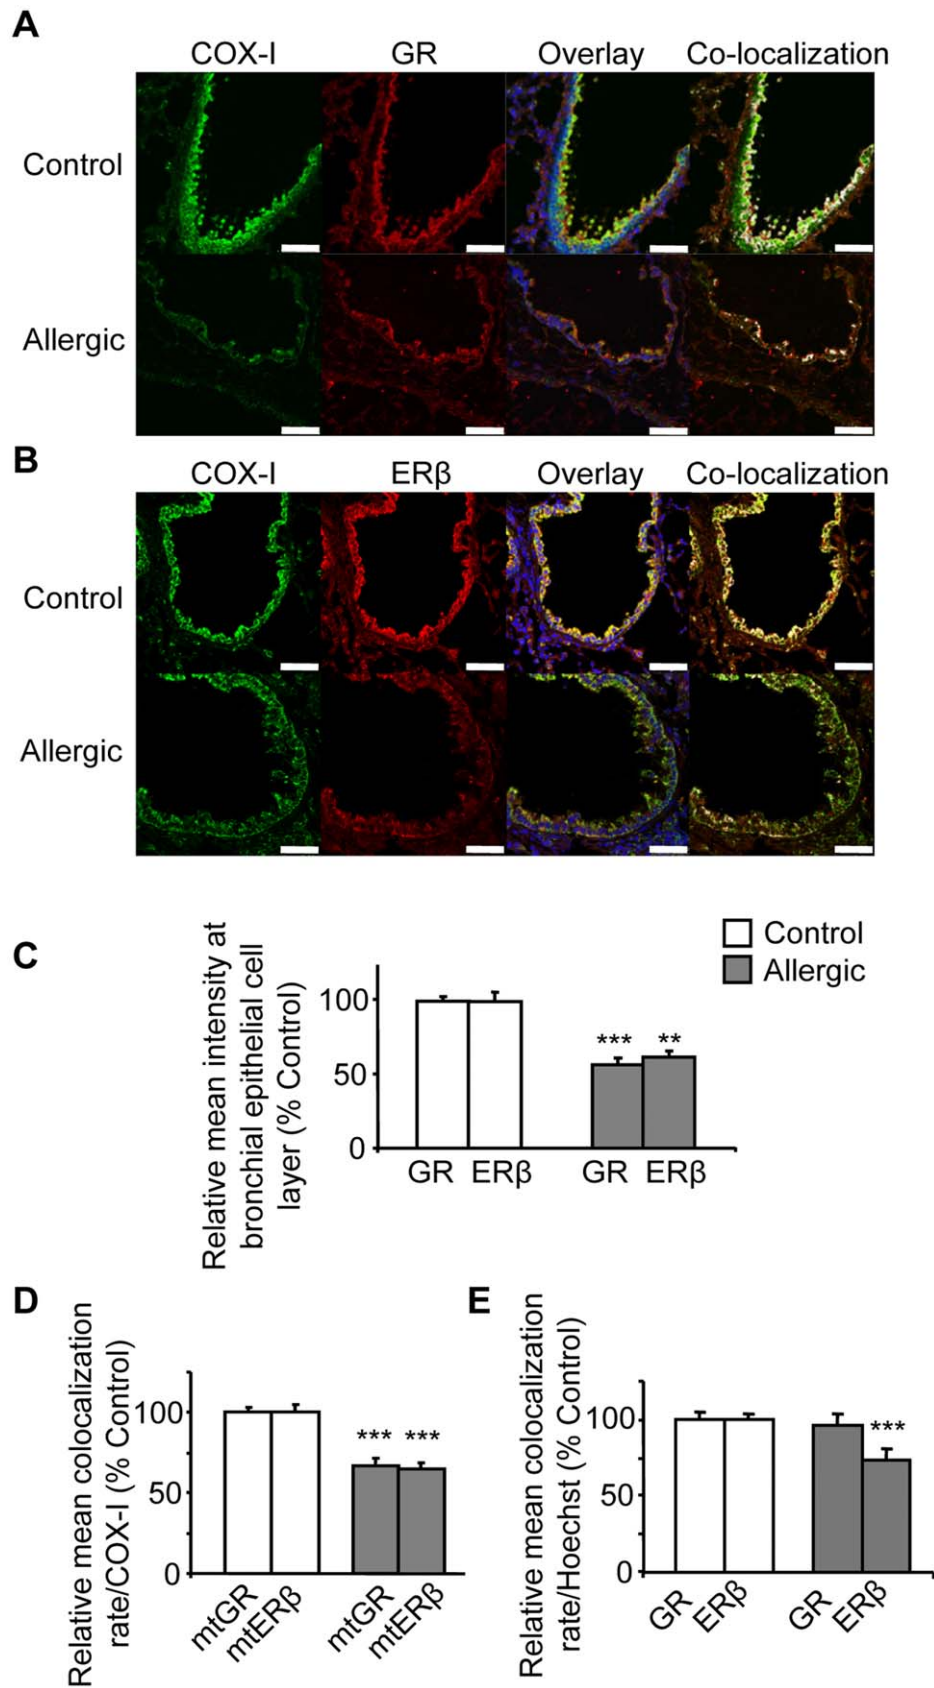 A
COX-I GR Overlay Co-localization
Control
Allergic
B
COX-I ERβ Overlay Co-localization
Control
Allergic
C
Control
Allergic
Relative mean intensity at
bronchial epithelial cell
layer (% Control)
100
50
0
*** **
GR ERβ GR ERβ
D
Relative mean colocalization
rate/COX-I (% Control)
100
50
0
*** ***
mtGR mtERβ mtGR mtERβ
E
Relative mean colocalization
rate/Hoechst (% Control)
100
50
0
***
GR ERβ GR ERβ